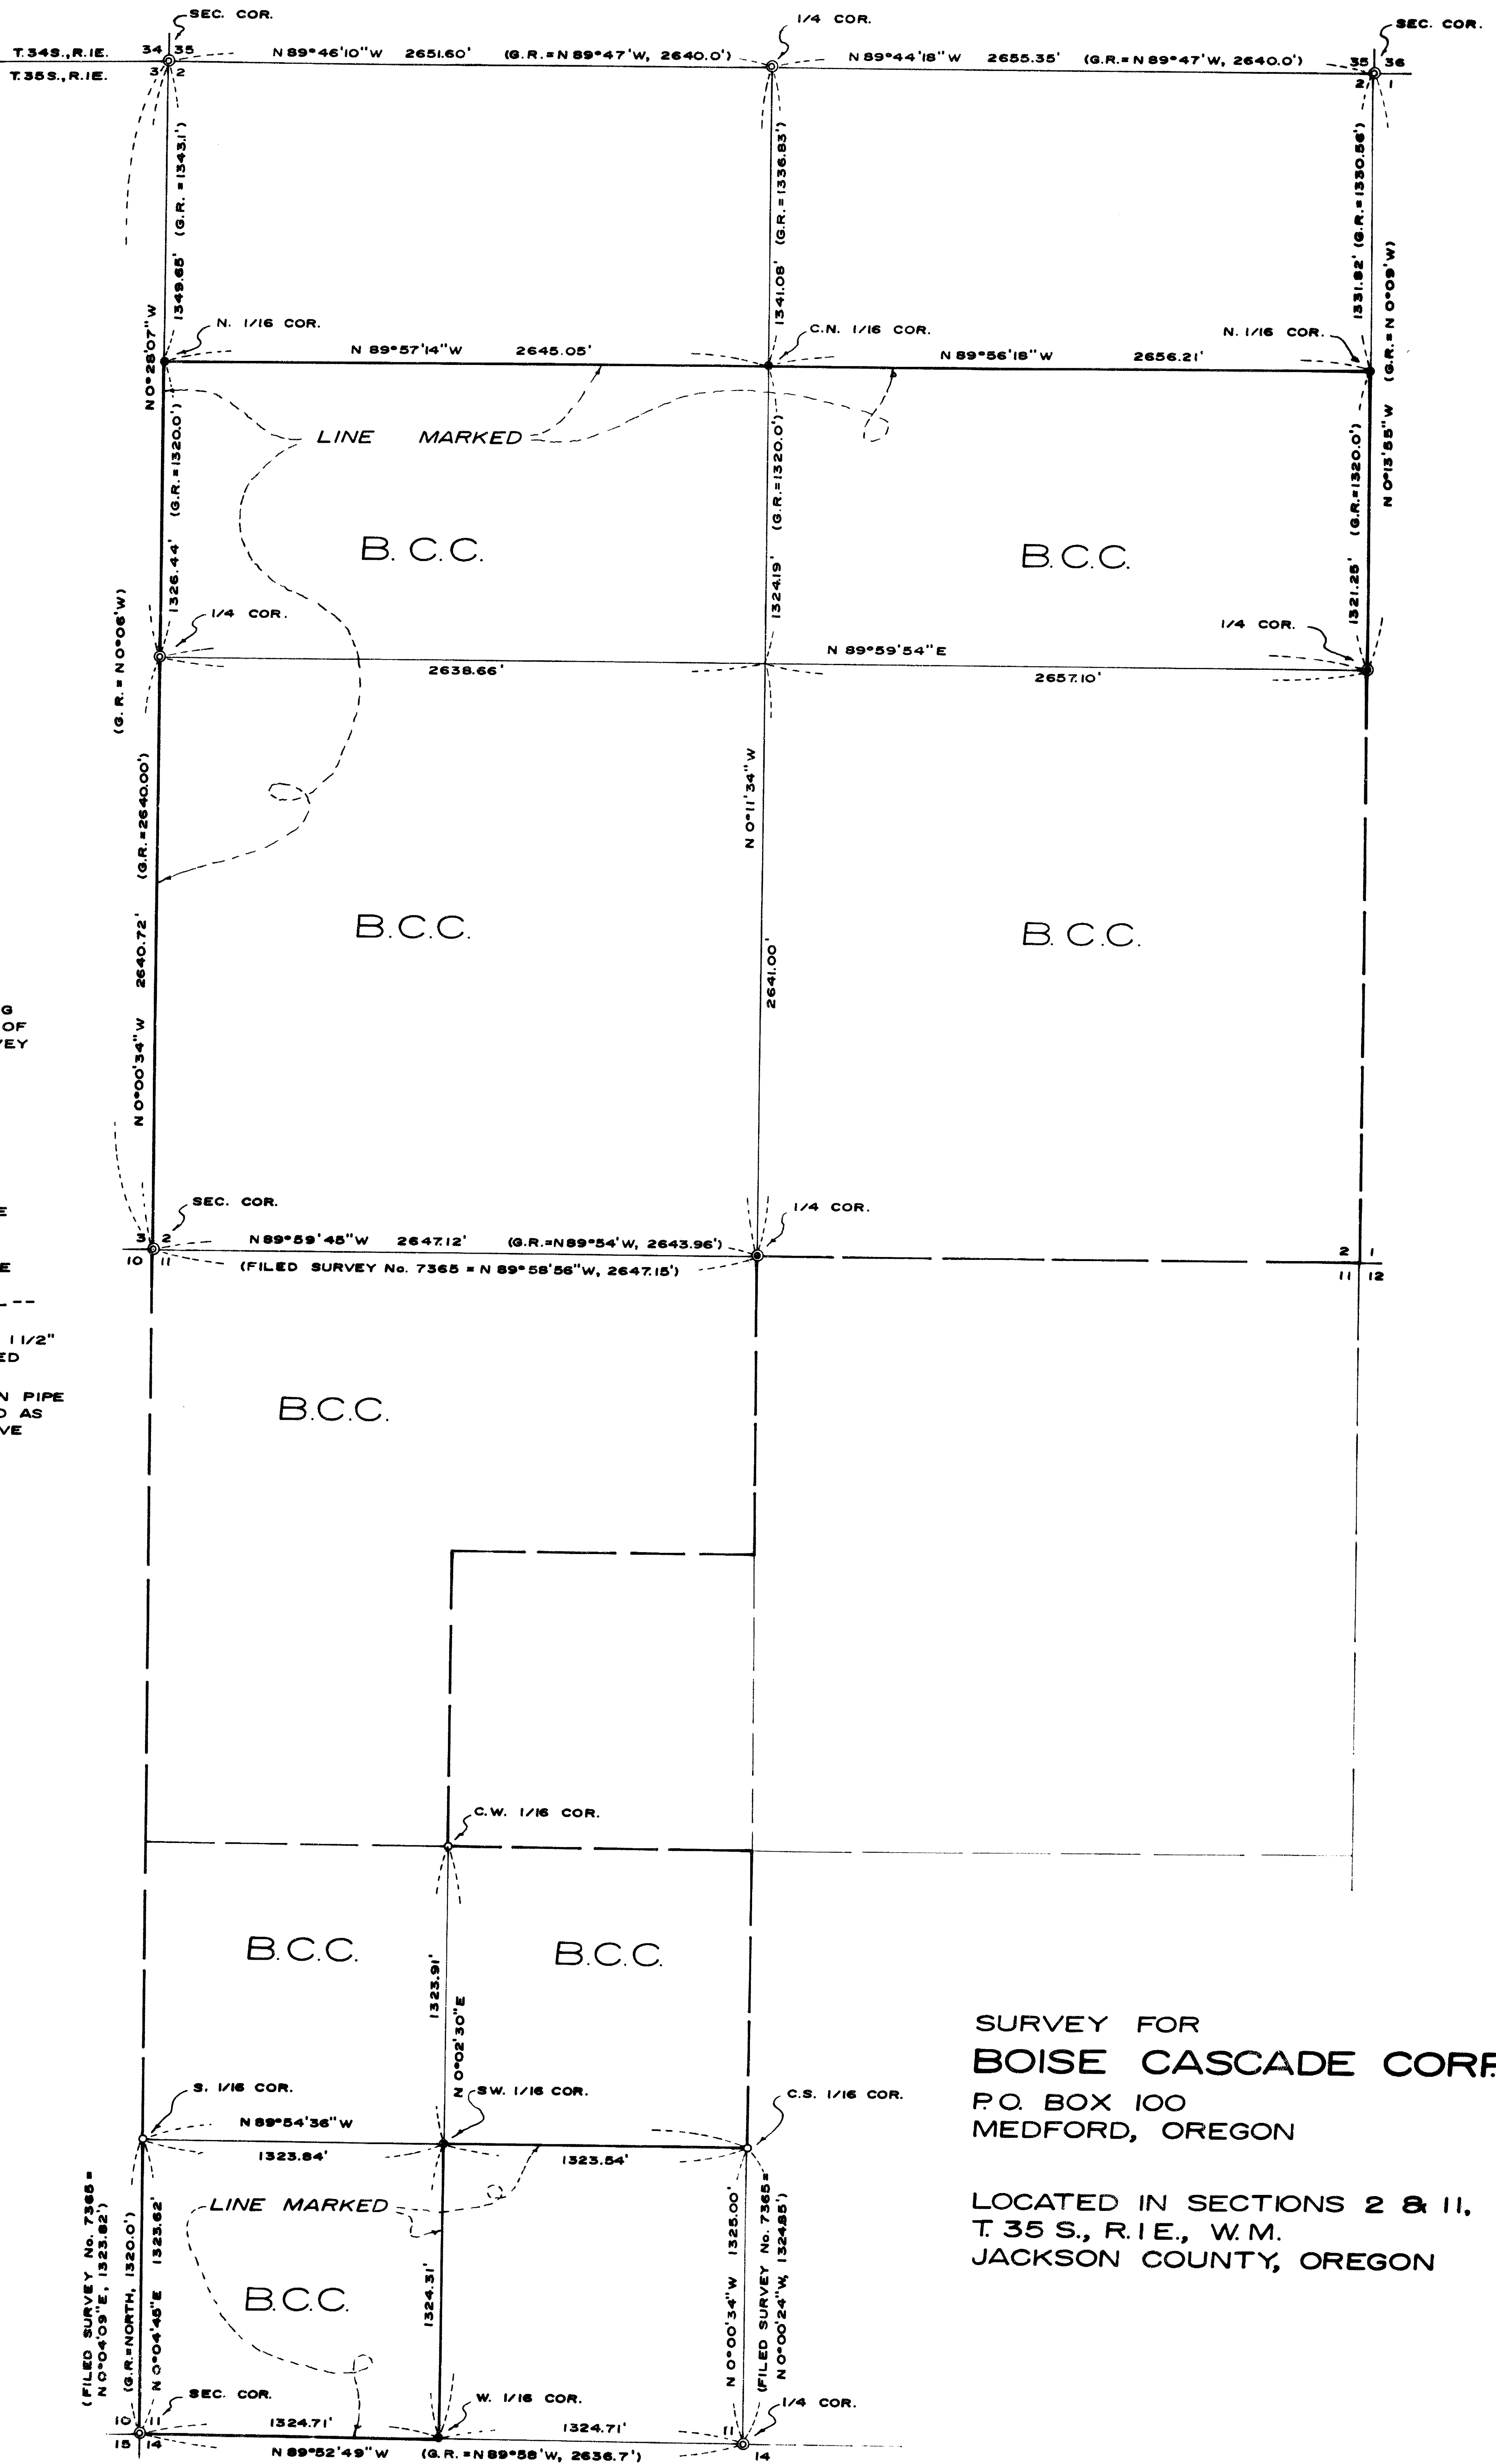 SEC. COR.
1/4 COR.
SEC. COR.
T.34S.,R.1E.
34 35
N 89°46'10"W 2651.60' (G.R.=N 89°47'W, 2640.0')
N 89°44'18"W 2655.35' (G.R.=N 89°47'W, 2640.0')
35 36
T.35S.,R.1E.
3 2
2 1
1349.65' (G.R. =1343.1')
1341.08' (G.R.=1336.83')
1331.82' (G.R.=1330.56')
(G.R.=N 0°09'W)
N 0°28'07"W
N. 1/16 COR.
C.N. 1/16 COR.
N. 1/16 COR.
N 89°57'14"W 2645.05'
N 89°56'18"W 2656.21'
N 0°13'55"W
LINE MARKED
1326.44' (G.R.=1320.0')
1324.19' (G.R.=1320.0')
1321.25' (G.R.=1320.0')
B.C.C.
B.C.C.
(G.R.= N 0°06'W)
1/4 COR.
1/4 COR.
N 89°59'54"E
2638.66'
2657.10'
N 0°11'34"W
2641.00'
N 0°00'34"W 2640.72' (G.R.=2640.00')
B.C.C.
B.C.C.
G
OF
VEY
E
E
1 1/2"
ED
N PIPE
D AS
VE
SEC. COR.
1/4 COR.
3 2
N89°59'45"W 2647.12' (G.R.=N89°54'W, 2643.96')
2 1
10 11
(FILED SURVEY No. 7365 = N 89°58'56"W, 2647.15')
11 12
B.C.C.
C.W. 1/16 COR.
B.C.C.
B.C.C.
1323.91'
N 0°02'30"E
S. 1/16 COR.
SW. 1/16 COR.
C.S. 1/16 COR.
N 89°54'36"W
1323.84'
1323.54'
LINE MARKED
(FILED SURVEY No. 7365=
N 0°04'09"E, 1323.82')
(G.R.=NORTH, 1320.0')
N 0°04'45"E 1323.62'
1324.31'
N 0°00'34"W 1325.00'
(FILED SURVEY No. 7365=
N 0°00'24"W, 1324.85')
B.C.C.
SEC. COR.
W. 1/16 COR.
1/4 COR.
10 11
1324.71'
1324.71'
11
15 14
N 89°52'49"W (G.R.=N89°58'W, 2636.7')
14
SURVEY FOR
BOISE CASCADE CORP.
P.O. BOX 100
MEDFORD, OREGON
LOCATED IN SECTIONS 2 & 11,
T. 35 S., R.1E., W.M.
JACKSON COUNTY, OREGON